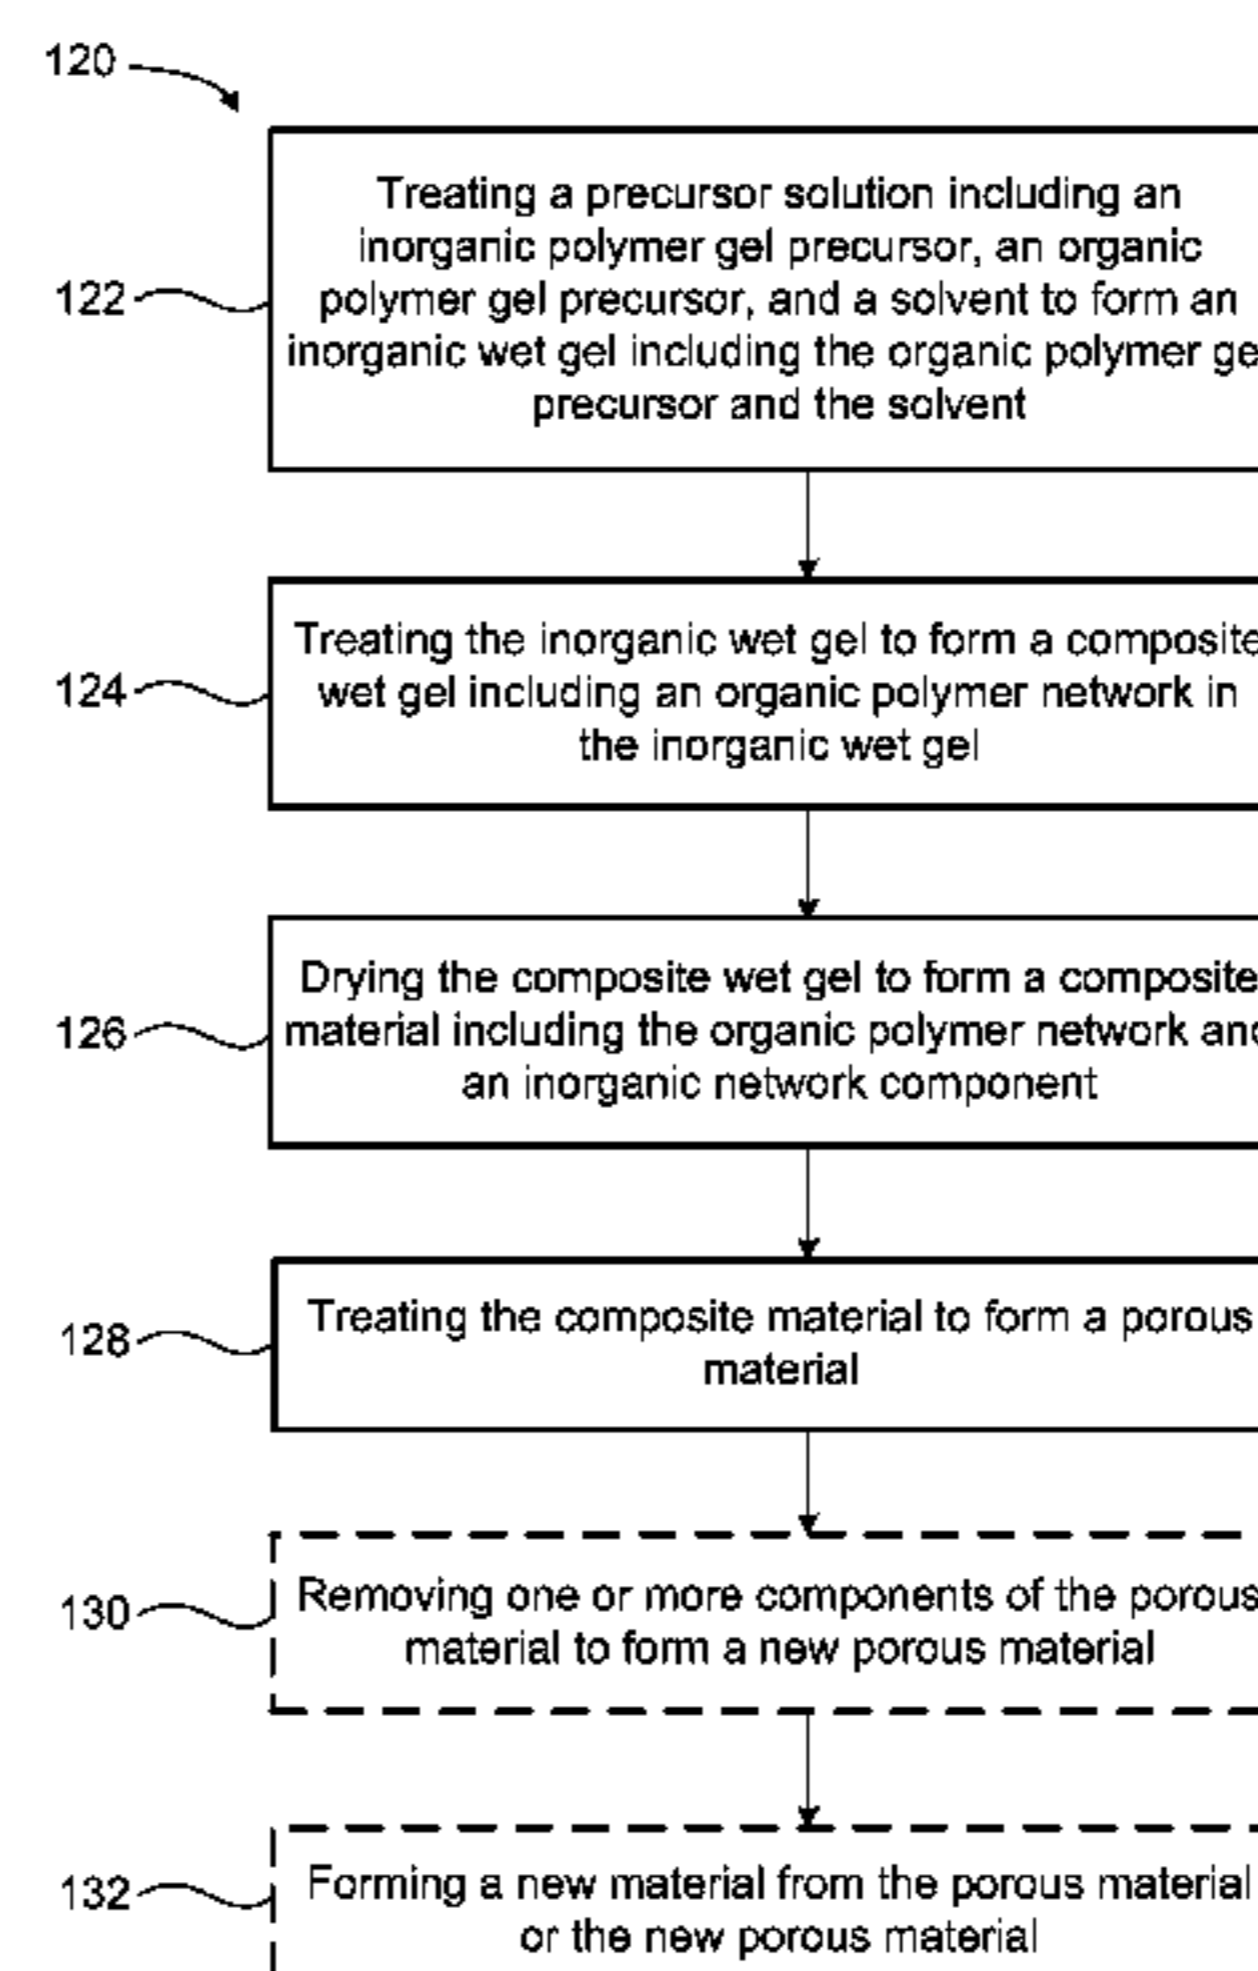 120
122
Treating a precursor solution including an
inorganic polymer gel precursor, an organic
polymer gel precursor, and a solvent to form an
inorganic wet gel including the organic polymer ge
precursor and the solvent
124
Treating the inorganic wet gel to form a composite
wet gel including an organic polymer network in
the inorganic wet gel
126
Drying the composite wet gel to form a composite
material including the organic polymer network and
an inorganic network component
128
Treating the composite material to form a porous
material
130
Removing one or more components of the porous
material to form a new porous material
132
Forming a new material from the porous material
or the new porous material